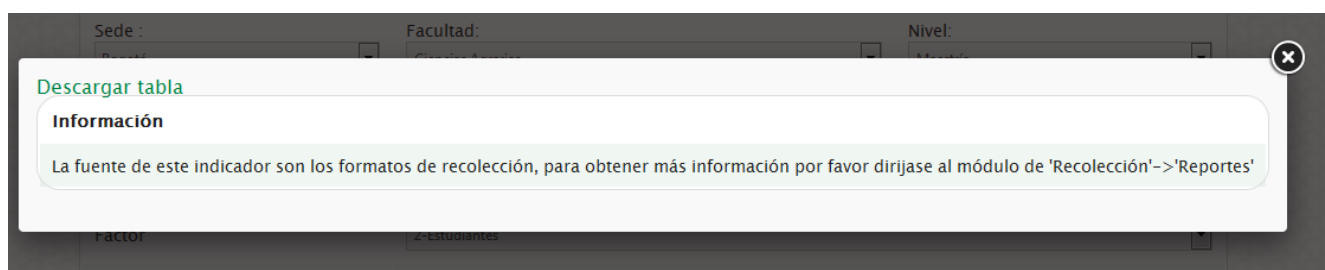 Sede :
Facultad:
Nivel:
Descargar tabla
Información
La fuente de este indicador son los formatos de recolección, para obtener más información por favor dirijase al módulo de 'Recolección'->'Reportes'
Factor
2-Estudiantes